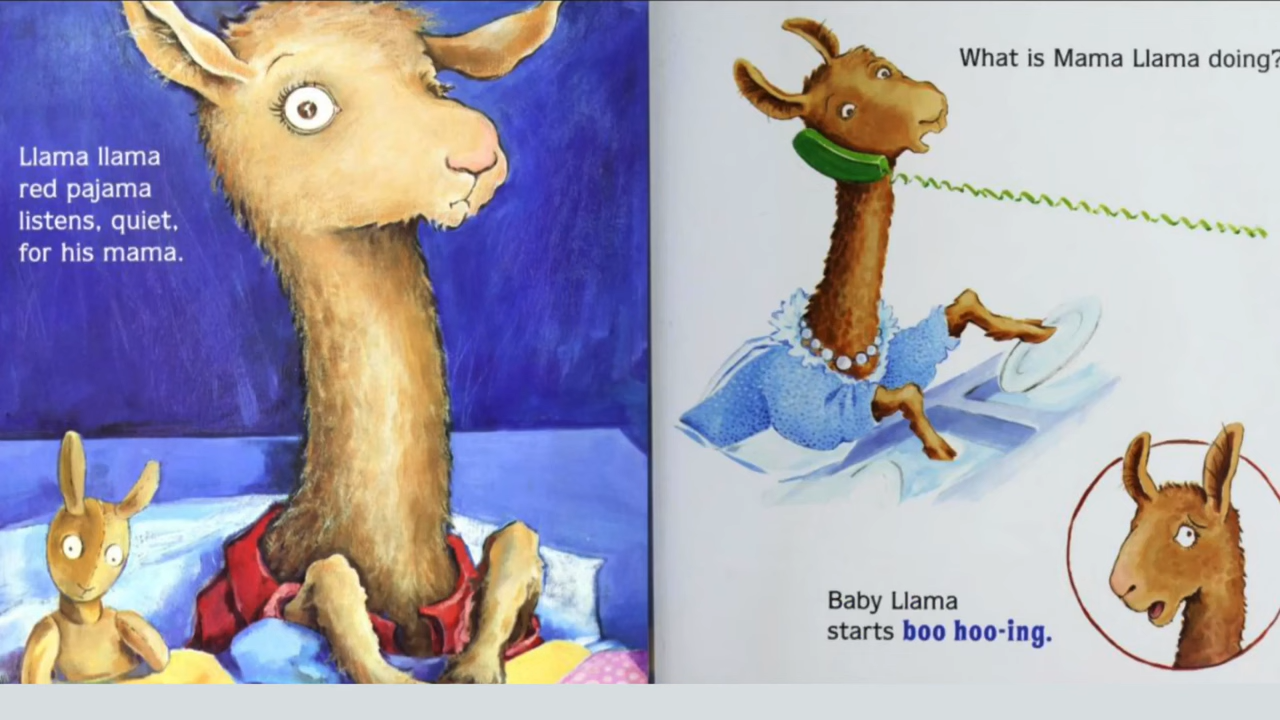 Llama llama
red pajama
listens, quiet,
for his mama.
What is Mama Llama doing?
Baby Llama
starts boo hoo-ing.